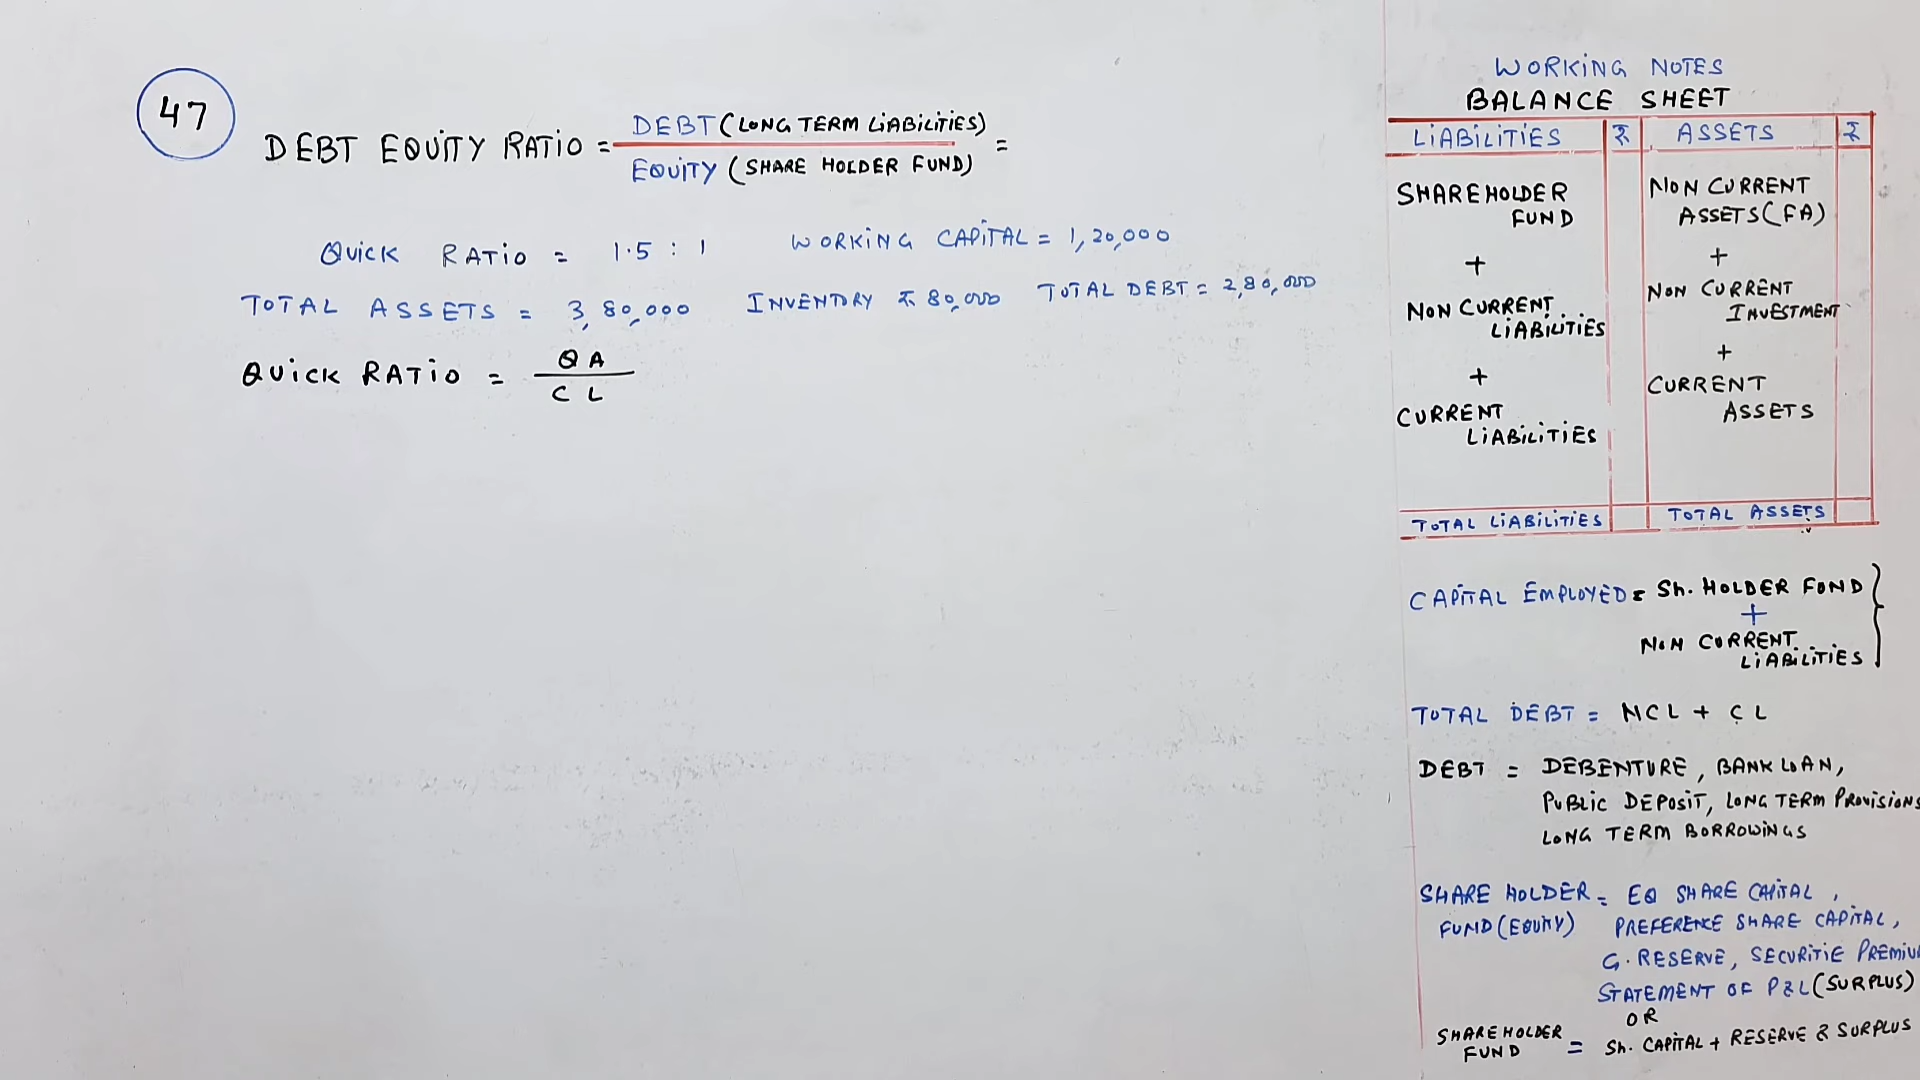 47
DEBT EQUITY RATIO = DEBT (LONG TERM LIABILITIES) / EQUITY (SHARE HOLDER FUND) =
QUICK RATIO = 1.5 : 1 WORKING CAPITAL = 1,20,000
TOTAL ASSETS = 3,80,000 INVENTORY ₹ 80,000 TOTAL DEBT = 2,80,000
QUICK RATIO = QA / CL
WORKING NOTES
BALANCE SHEET
LIABILITIES ₹ ASSETS ₹
SHAREHOLDER
FUND
+
NON CURRENT
LIABILITIES
+
CURRENT
LIABILITIES
NON CURRENT
ASSETS (FA)
+
NON CURRENT
INVESTMENT
+
CURRENT
ASSETS
TOTAL LIABILITIES TOTAL ASSETS
CAPITAL EMPLOYED = Sh. HOLDER FUND
+
NON CURRENT
LIABILITIES
TOTAL DEBT = NCL + CL
DEBT = DEBENTURE, BANK LOAN,
PUBLIC DEPOSIT, LONG TERM PROVISIONS
LONG TERM BORROWINGS
SHARE HOLDER = EQ SHARE CAPITAL,
FUND (EQUITY) PREFERENCE SHARE CAPITAL,
G. RESERVE, SECURITIE PREMIU
STATEMENT OF P&L (SURPLUS)
OR
SHAREHOLDER
FUND = Sh. CAPITAL + RESERVE & SURPLUS